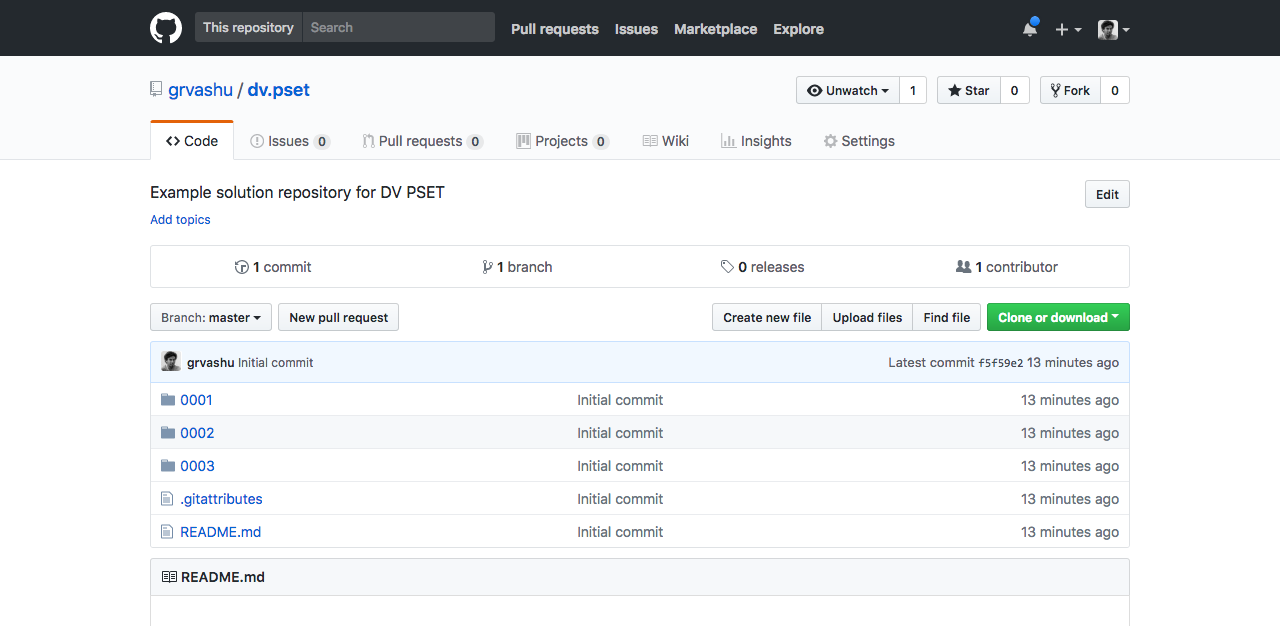 This repository Search Pull requests Issues Marketplace Explore
grvashu / dv.pset Unwatch 1 Star 0 Fork 0
Code Issues 0 Pull requests 0 Projects 0 Wiki Insights Settings
Example solution repository for DV PSET Edit
Add topics
1 commit 1 branch 0 releases 1 contributor
Branch: master New pull request Create new file Upload files Find file Clone or download
grvashu Initial commit Latest commit f5f59e2 13 minutes ago
0001 Initial commit 13 minutes ago
0002 Initial commit 13 minutes ago
0003 Initial commit 13 minutes ago
.gitattributes Initial commit 13 minutes ago
README.md Initial commit 13 minutes ago
README.md